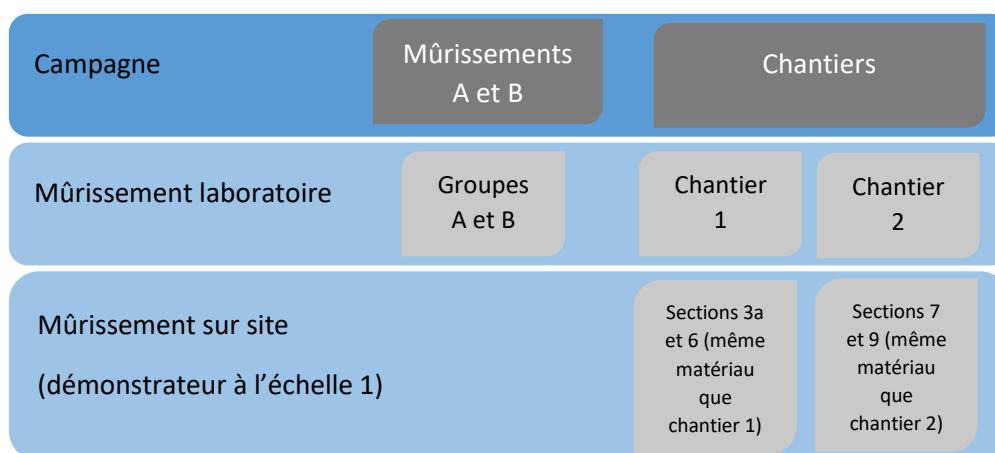 Campagne
Mûrissements
A et B
Chantiers
Mûrissement laboratoire
Groupes
A et B
Chantier
1
Chantier
2
Mûrissement sur site
(démonstrateur à l’échelle 1)
Sections 3a
et 6 (même
matériau
que
chantier 1)
Sections 7
et 9 (même
matériau
que
chantier 2)